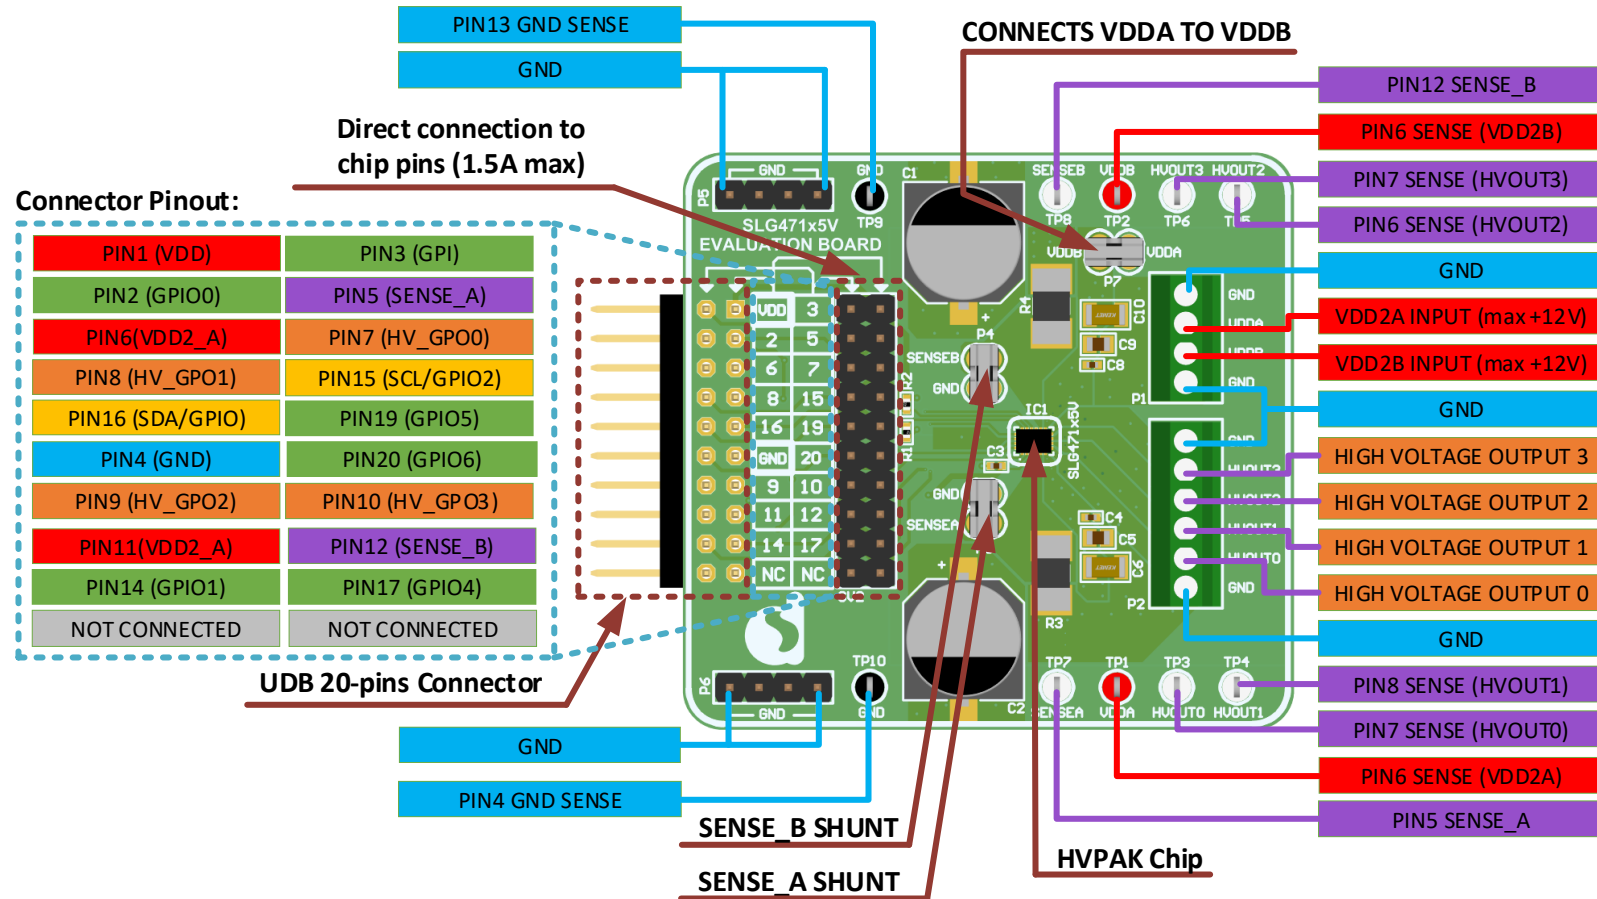 PIN13 GND SENSE
GND
CONNECTS VDDA TO VDDB
PIN12 SENSE_B
PIN6 SENSE (VDD2B)
PIN7 SENSE (HVOUT3)
PIN6 SENSE (HVOUT2)
GND
VDD2A INPUT (max +12V)
VDD2B INPUT (max +12V)
GND
HIGH VOLTAGE OUTPUT 3
HIGH VOLTAGE OUTPUT 2
HIGH VOLTAGE OUTPUT 1
HIGH VOLTAGE OUTPUT 0
GND
PIN8 SENSE (HVOUT1)
PIN7 SENSE (HVOUT0)
PIN6 SENSE (VDD2A)
PIN5 SENSE_A
Direct connection to
chip pins (1.5A max)
Connector Pinout:
PIN1 (VDD) PIN3 (GPI)
PIN2 (GPIO0) PIN5 (SENSE_A)
PIN6(VDD2_A) PIN7 (HV_GPO0)
PIN8 (HV_GPO1) PIN15 (SCL/GPIO2)
PIN16 (SDA/GPIO) PIN19 (GPIO5)
PIN4 (GND) PIN20 (GPIO6)
PIN9 (HV_GPO2) PIN10 (HV_GPO3)
PIN11(VDD2_A) PIN12 (SENSE_B)
PIN14 (GPIO1) PIN17 (GPIO4)
NOT CONNECTED NOT CONNECTED
UDB 20-pins Connector
GND
PIN4 GND SENSE
SENSE_B SHUNT
SENSE_A SHUNT
HVPAK Chip
P5
GND
GND
TP9
C1
SENSEB VDDB HVOUT3 HVOUT2
TP8 TP2 TP6
SLG471x5V
EVALUATION BOARD
VDDB VDDA
P7
VDD 3
2 5
6 7
8 15
16 19
GND 20
9 10
11 12
14 17
NC NC
R2
R1
+
P4
SENSEB
GND
R4
C10
C9
C8
GND
VDDA
GND
P1
IC1
SLG471x5V
C3
GND
SENSEA
C4
C5
C6
R3
+
C2
GND
P2
P6
GND
TP10
GND
TP7 TP1 TP3 TP4
SENSEA VDDA HVOUT0 HVOUT1